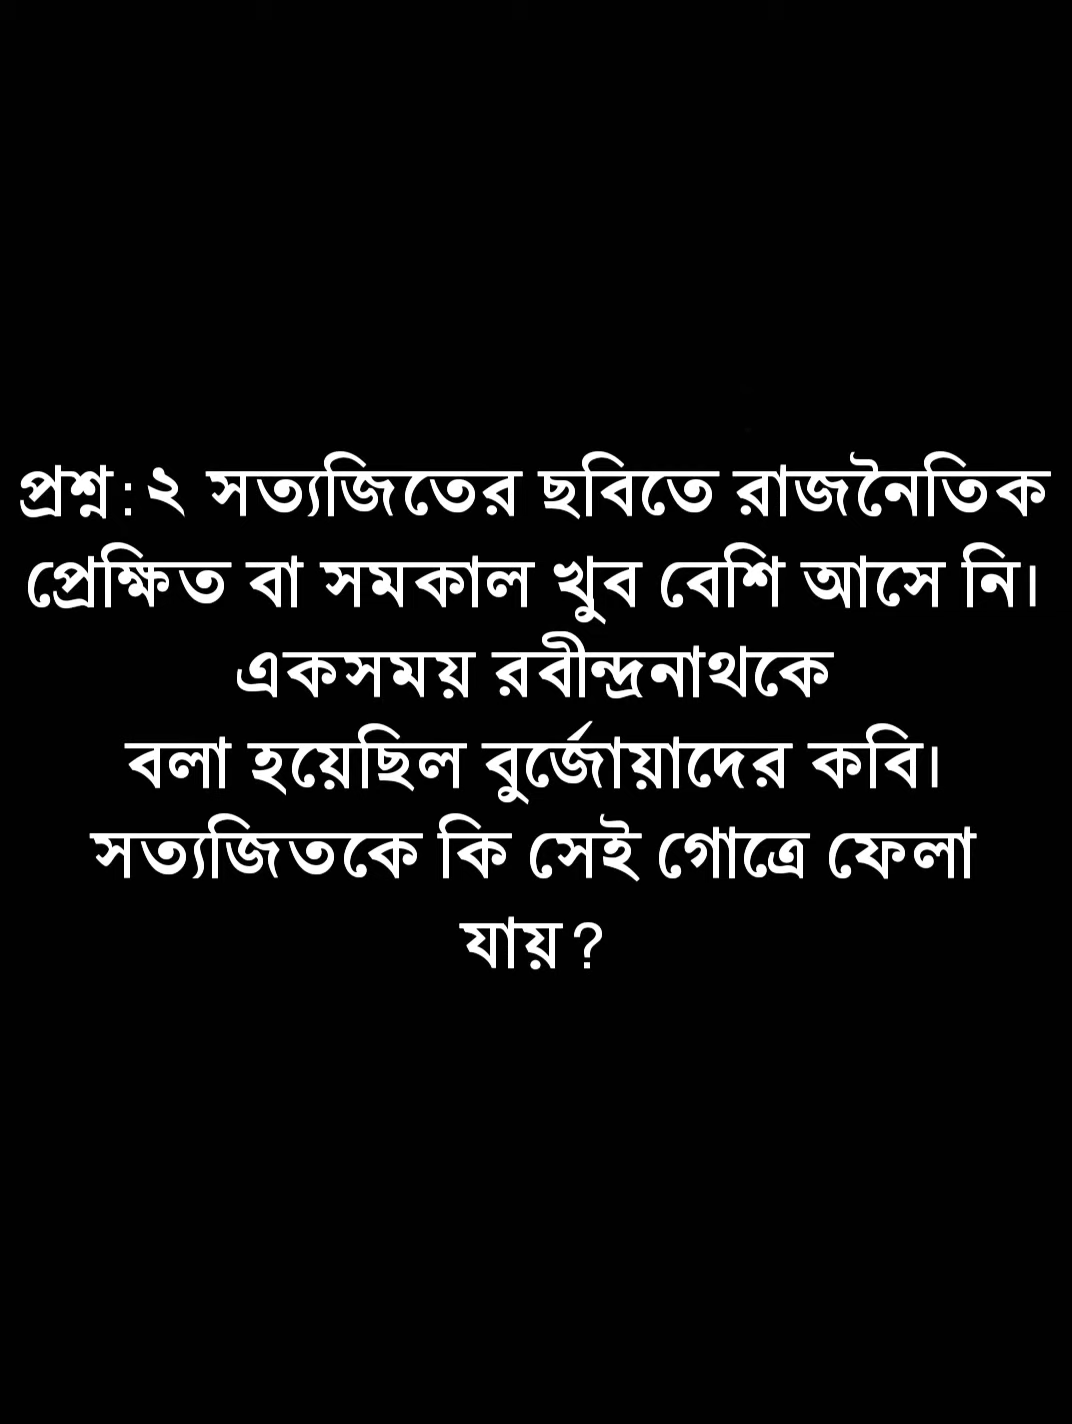 প্রশ্ন:২ সত্যজিতের ছবিতে রাজনৈতিক
প্রেক্ষিত বা সমকাল খুব বেশি আসে নি।
একসময় রবীন্দ্রনাথকে
বলা হয়েছিল বুর্জোয়াদের কবি।
সত্যজিতকে কি সেই গোত্রে ফেলা
যায়?